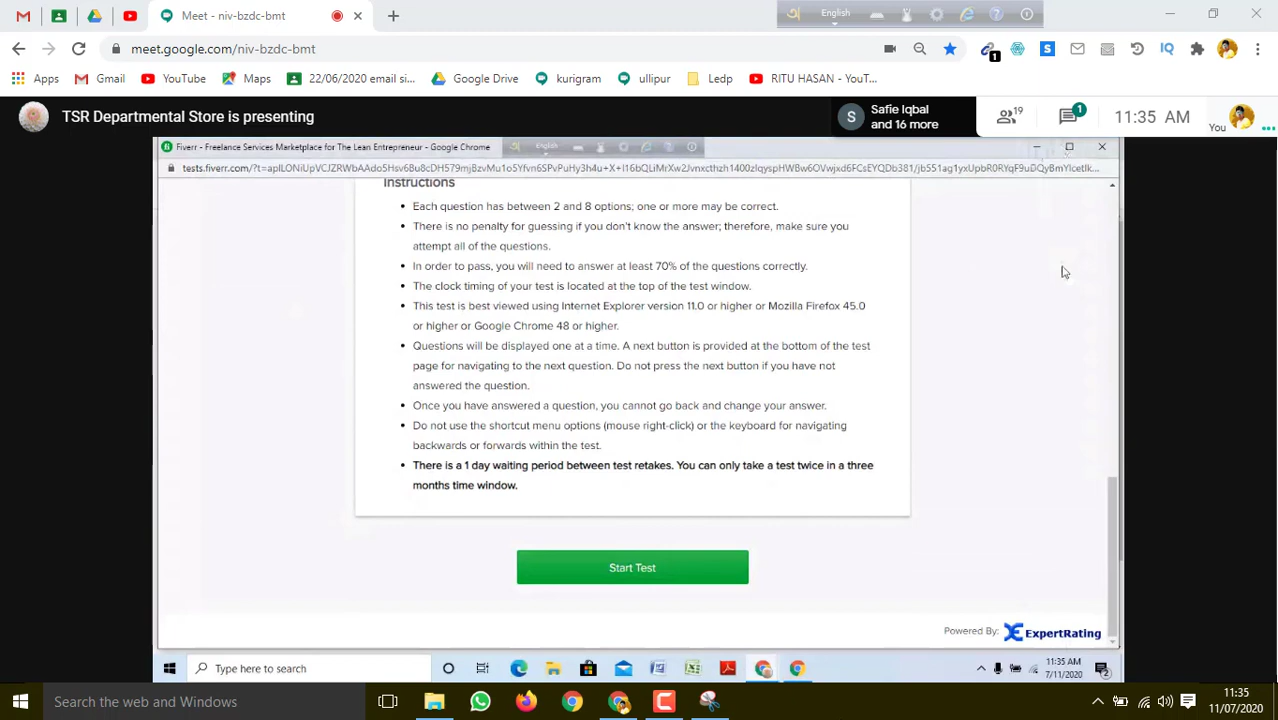 Meet - niv-bzdc-bmt
English
meet.google.com/niv-bzdc-bmt
1
Apps
Gmail
YouTube
Maps
22/06/2020 email si...
Google Drive
kurigram
ullipur
Ledp
RITU HASAN - YouT...
TSR Departmental Store is presenting
S
Safie Iqbal
and 16 more
19
1
11:35 AM
You
Fiverr - Freelance Services Marketplace for The Lean Entrepreneur - Google Chrome
English
Instructions
Each question has between 2 and 8 options; one or more may be correct.
There is no penalty for guessing if you don't know the answer; therefore, make sure you
attempt all of the questions.
In order to pass, you will need to answer at least 70% of the questions correctly.
The clock timing of your test is located at the top of the test window.
This test is best viewed using Internet Explorer version 11.0 or higher or Mozilla Firefox 45.0
or higher or Google Chrome 48 or higher.
Questions will be displayed one at a time. A next button is provided at the bottom of the test
page for navigating to the next question. Do not press the next button if you have not
answered the question.
Once you have answered a question, you cannot go back and change your answer.
Do not use the shortcut menu options (mouse right-click) or the keyboard for navigating
backwards or forwards within the test.
There is a 1 day waiting period between test retakes. You can only take a test twice in a three
months time window.
Start Test
Powered By: ExpertRating
Type here to search
11:35 AM
7/11/2020
Search the web and Windows
11:35
11/07/2020